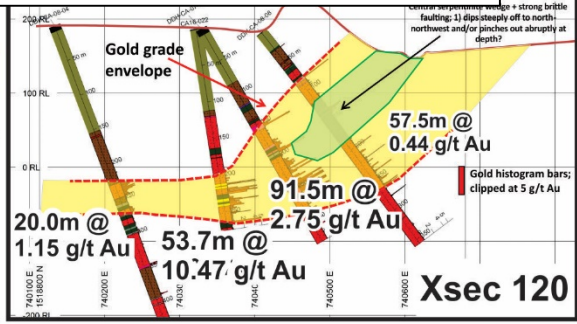 Central serpentinite wedge + strong brittle
faulting; 1) dips steeply off to north-
northwest and/or pinches out abruptly at
depth?
200 RL
Gold grade
envelope
100 RL
57.5m @
0.44 g/t Au
0 RL
Gold histogram bars;
clipped at 5 g/t Au
91.5m @
2.75 g/t Au
20.0m @
1.15 g/t Au
53.7m @
10.47 g/t Au
Xsec 120
740100 E
1518800 N
740200 E
740500 E
740600 E
-200 RL